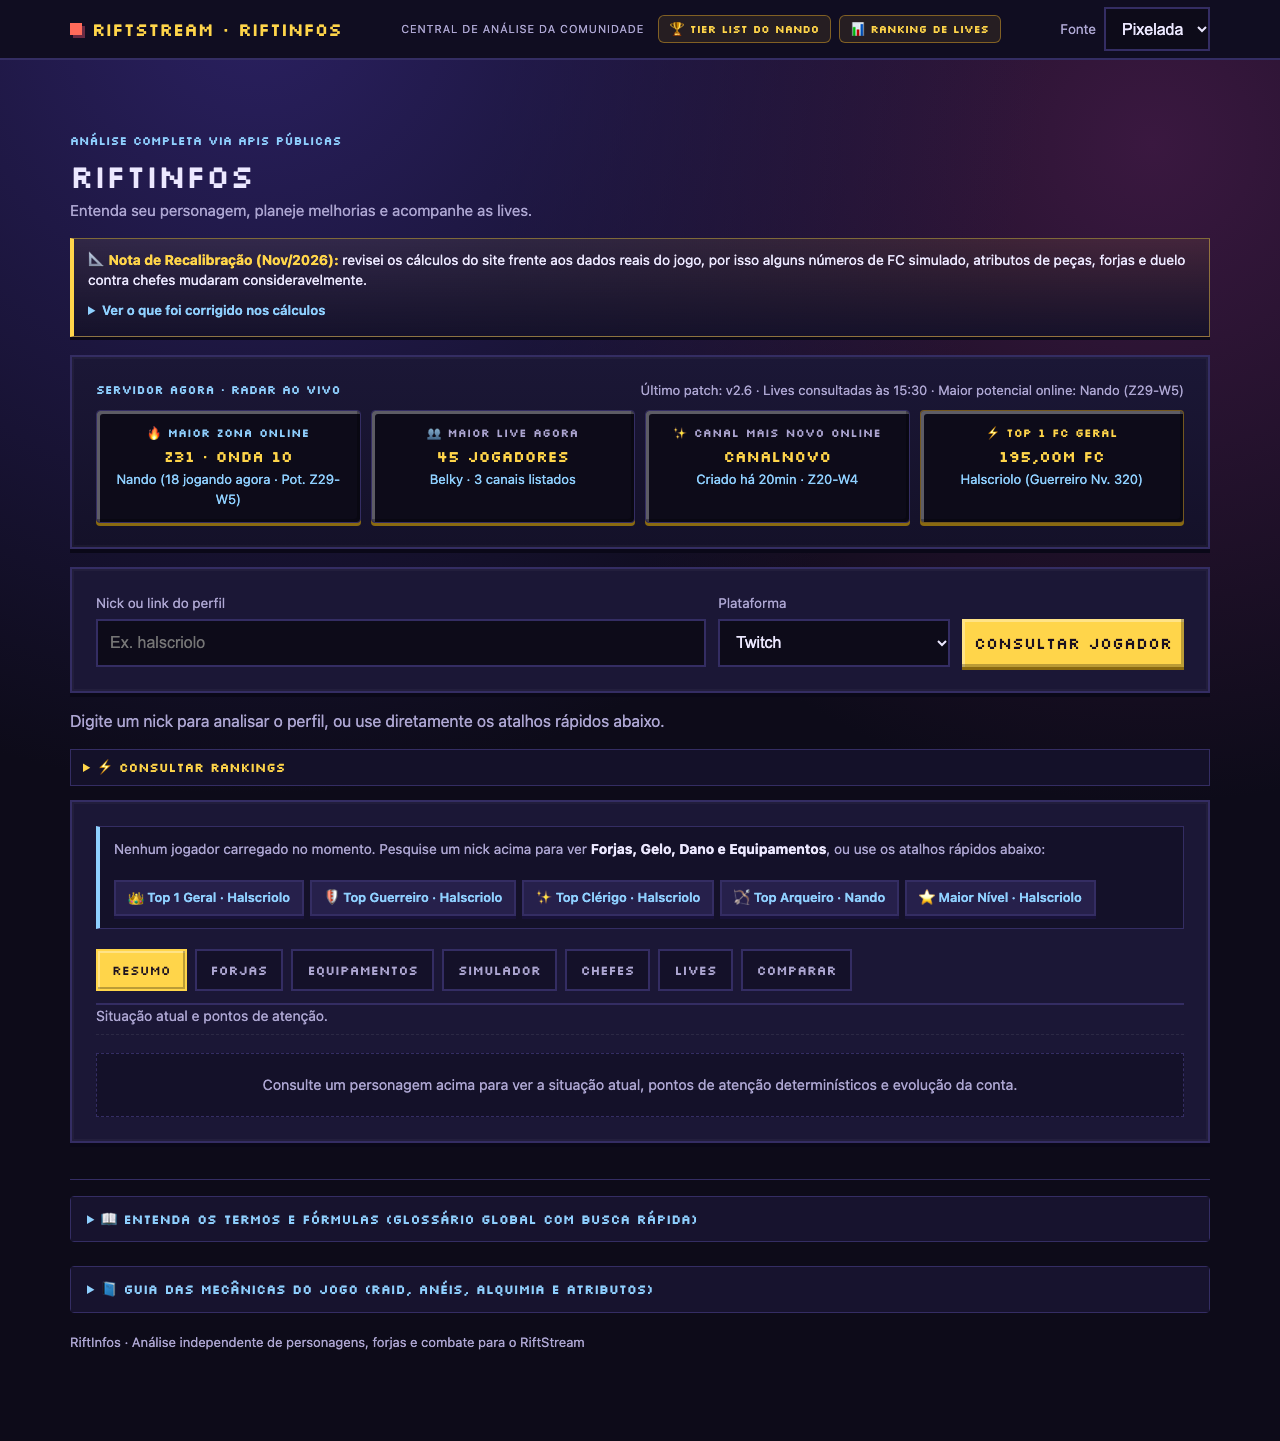 RIFTSTREAM · RIFTINFOS
CENTRAL DE ANÁLISE DA COMUNIDADE
🏆 TIER LIST DO NANDO
📊 RANKING DE LIVES
Fonte
Pixelada
ANÁLISE COMPLETA VIA APIS PÚBLICAS
RIFTINFOS
Entenda seu personagem, planeje melhorias e acompanhe as lives.
📐 Nota de Recalibração (Nov/2026): revisei os cálculos do site frente aos dados reais do jogo, por isso alguns números de FC simulado, atributos de peças, forjas e duelo
contra chefes mudaram consideravelmente.
▶ Ver o que foi corrigido nos cálculos
SERVIDOR AGORA · RADAR AO VIVO
Último patch: v2.6 · Lives consultadas às 15:30 · Maior potencial online: Nando (Z29-W5)
🔥 MAIOR ZONA ONLINE
Z31 · ONDA 10
Nando (18 jogando agora · Pot. Z29-
W5)
👥 MAIOR LIVE AGORA
45 JOGADORES
Belky · 3 canais listados
✨ CANAL MAIS NOVO ONLINE
CANALNOVO
Criado há 20min · Z20-W4
⚡ TOP 1 FC GERAL
195,00M FC
Halscriolo (Guerreiro Nv. 320)
Nick ou link do perfil
Ex. halscriolo
Plataforma
Twitch
CONSULTAR JOGADOR
Digite um nick para analisar o perfil, ou use diretamente os atalhos rápidos abaixo.
▶ ⚡ CONSULTAR RANKINGS
Nenhum jogador carregado no momento. Pesquise um nick acima para ver Forjas, Gelo, Dano e Equipamentos, ou use os atalhos rápidos abaixo:
👑 Top 1 Geral · Halscriolo
🛡️ Top Guerreiro · Halscriolo
✨ Top Clérigo · Halscriolo
🏹 Top Arqueiro · Nando
⭐ Maior Nível · Halscriolo
RESUMO
FORJAS
EQUIPAMENTOS
SIMULADOR
CHEFES
LIVES
COMPARAR
Situação atual e pontos de atenção.
Consulte um personagem acima para ver a situação atual, pontos de atenção determinísticos e evolução da conta.
▶ 📖 ENTENDA OS TERMOS E FÓRMULAS (GLOSSÁRIO GLOBAL COM BUSCA RÁPIDA)
▶ 📘 GUIA DAS MECÂNICAS DO JOGO (RAID, ANÉIS, ALQUIMIA E ATRIBUTOS)
RiftInfos · Análise independente de personagens, forjas e combate para o RiftStream